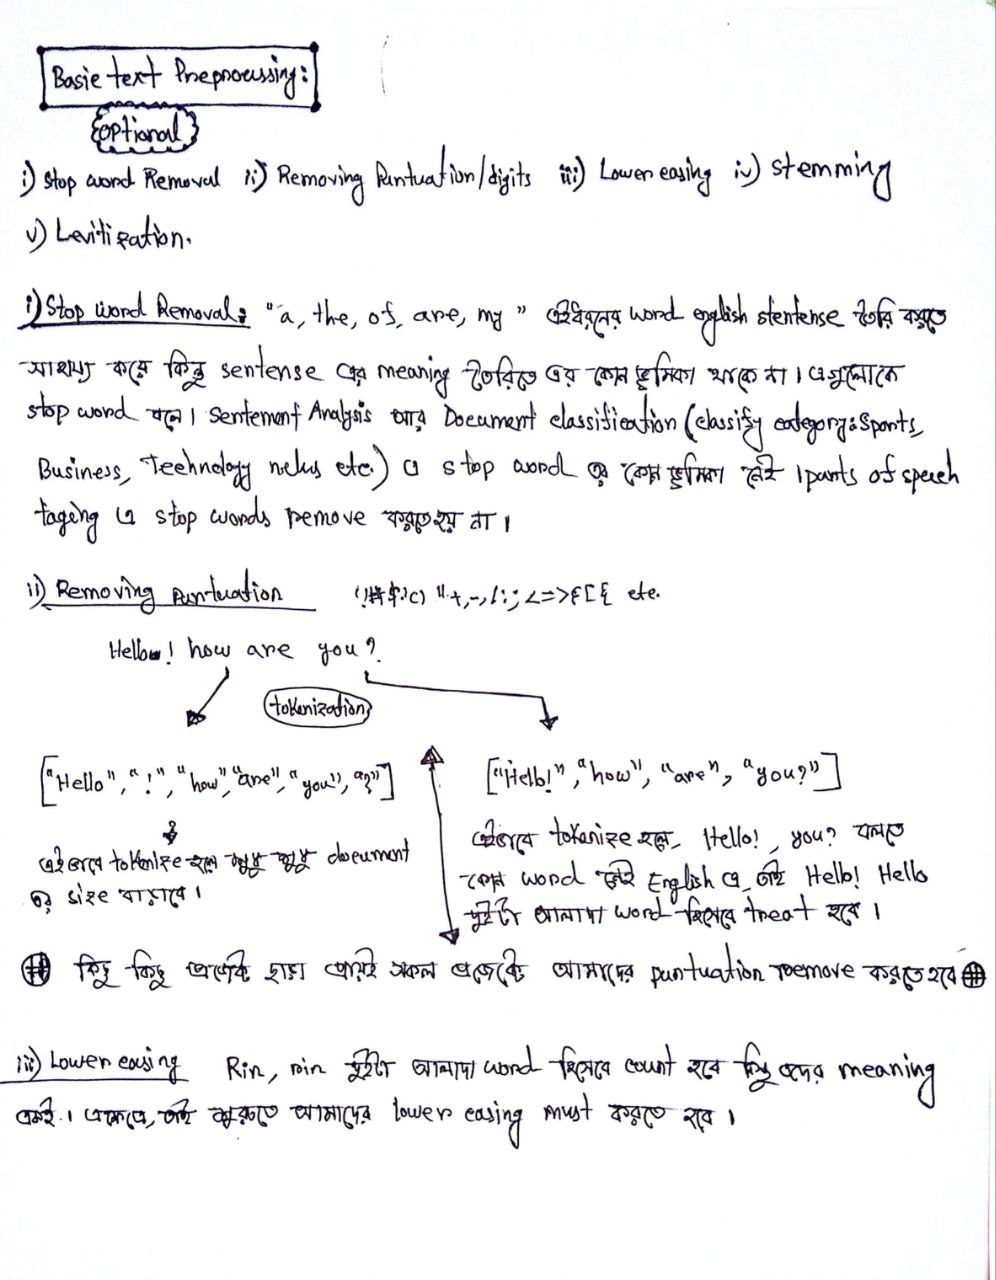 Basic text Preprocessing:
optional
i) Stop word Removal ii) Removing Puntuation/digits iii) Lower casing iv) stemming
v) Levitization.
i) Stop word Removal: "a, the, of, are, my" এইধরনের word english stentense তৈরি করতে
সাহায্য করে কিন্তু sentense এর meaning তৈরিতে এর কোন ভূমিকা থাকে না। এগুলোকে
stop word বলে। Sentement Analysis আর Document classification (classify category: Sports,
Business, Technology news etc.) এ stop word এর কোন ভূমিকা নেই। parts of speech
taging এ stop words remove করতে হয় না।
ii) Removing puntuation etc.
Hello! how are you?
tokenization
["Hello", "!", "how", "are", "you", "?"] ["Hello!", "how", "are", "you?"]
এইভাবে tokenize হলে শুধু শুধু document
এর size বাড়াবে।
এইভাবে tokenize হলে, Hello!, you? বলতে
কোন word নেই English এ, তাই Hello! Hello
দুইটা আলাদা word হিসেবে treat হবে।
# কিছু কিছু প্রজেক্ট ছাড়া প্রায়ই সকল প্রজেক্টে আমাদের puntuation remove করতে হবে #
iii) Lower casing Rin, rin দুইটা আলাদা word হিসেবে count হবে কিন্তু এদের meaning
একই। এক্ষেত্রে, তাই শুরুতে আমাদের lower casing must করতে হবে।